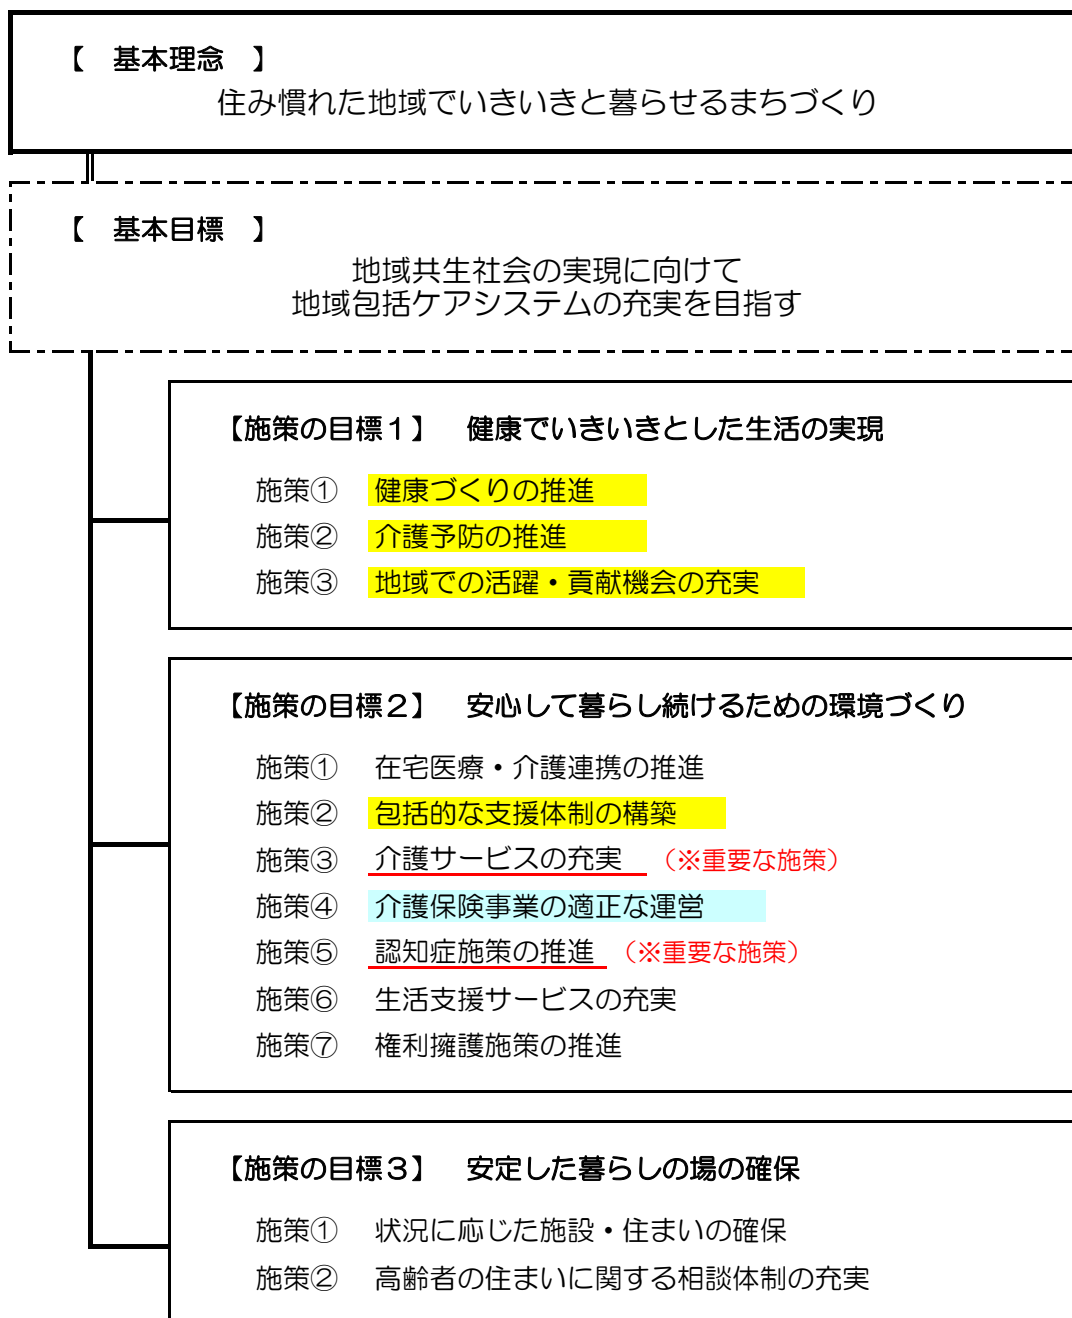 【　基本理念　】
住み慣れた地域でいきいきと暮らせるまちづくり
【　基本目標　】
地域共生社会の実現に向けて
地域包括ケアシステムの充実を目指す
【施策の目標１】　健康でいきいきとした生活の実現
施策①　健康づくりの推進
施策②　介護予防の推進
施策③　地域での活躍・貢献機会の充実
【施策の目標２】　安心して暮らし続けるための環境づくり
施策①　在宅医療・介護連携の推進
施策②　包括的な支援体制の構築
施策③　介護サービスの充実　（※重要な施策）
施策④　介護保険事業の適正な運営
施策⑤　認知症施策の推進　（※重要な施策）
施策⑥　生活支援サービスの充実
施策⑦　権利擁護施策の推進
【施策の目標３】　安定した暮らしの場の確保
施策①　状況に応じた施設・住まいの確保
施策②　高齢者の住まいに関する相談体制の充実